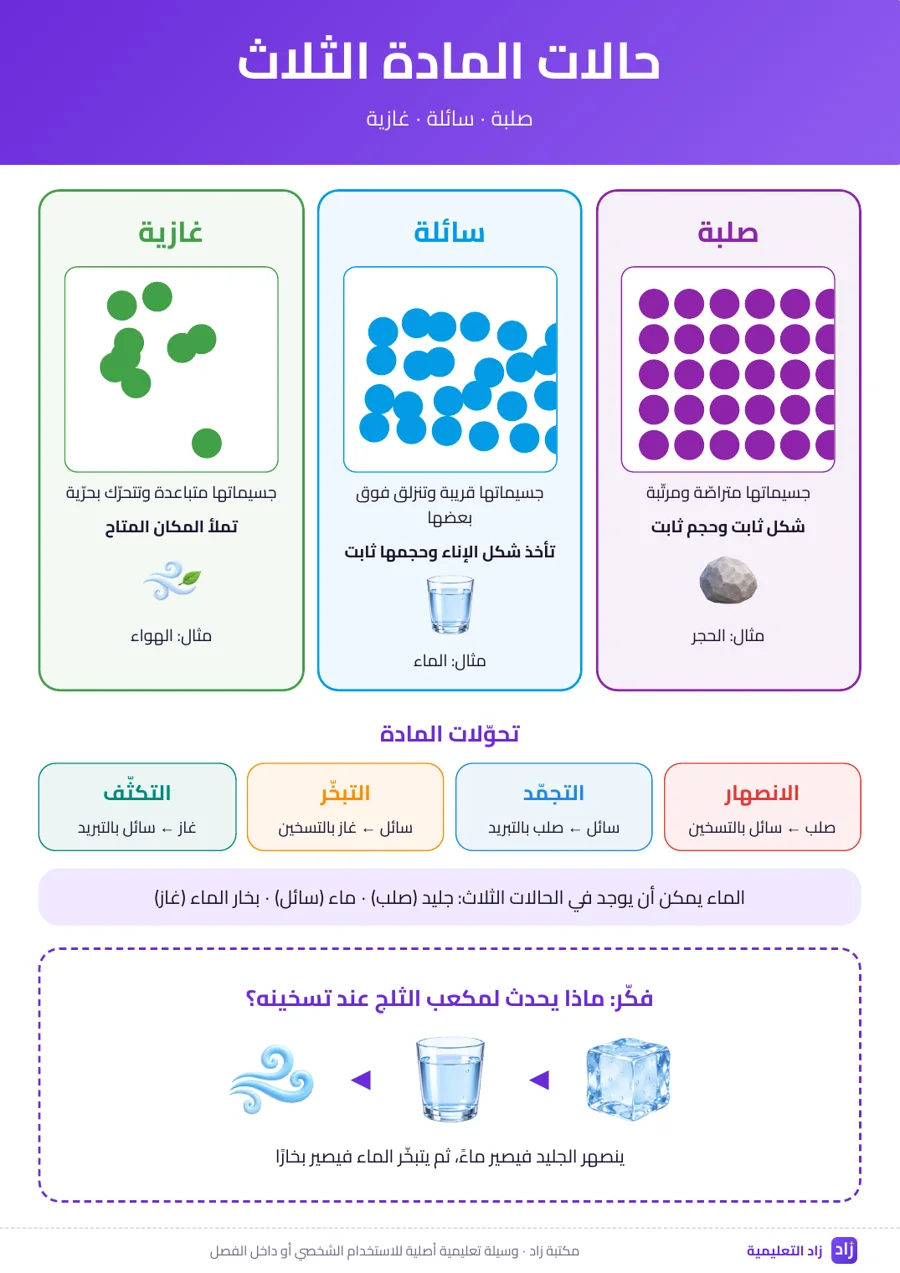 حالات المادة الثلاث
صلبة · سائلة · غازية
صلبة
جسيماتها متراصّة ومرتّبة
شكل ثابت وحجم ثابت
مثال: الحجر
سائلة
جسيماتها قريبة وتنزلق فوق
بعضها
تأخذ شكل الإناء وحجمها ثابت
مثال: الماء
غازية
جسيماتها متباعدة وتتحرّك بحرّية
تملأ المكان المتاح
مثال: الهواء
تحوّلات المادة
الانصهار
صلب ← سائل بالتسخين
التجمّد
سائل ← صلب بالتبريد
التبخّر
سائل ← غاز بالتسخين
التكثّف
غاز ← سائل بالتبريد
الماء يمكن أن يوجد في الحالات الثلاث: جليد (صلب) · ماء (سائل) · بخار الماء (غاز)
فكّر: ماذا يحدث لمكعب الثلج عند تسخينه؟
ينصهر الجليد فيصير ماءً، ثم يتبخّر الماء فيصير بخارًا
زاد
زاد التعليمية
مكتبة زاد · وسيلة تعليمية أصلية للاستخدام الشخصي أو داخل الفصل